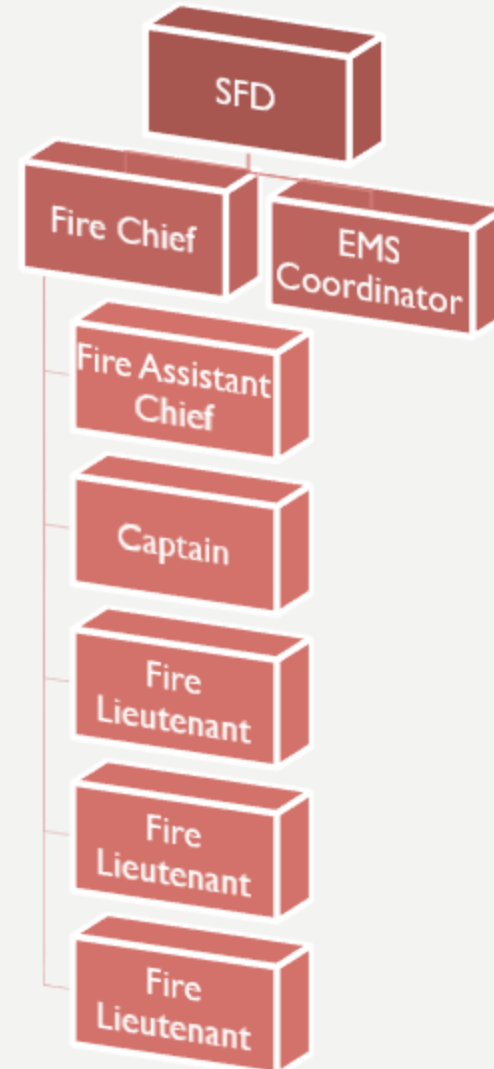 SFD
Fire Chief
EMS
Coordinator
Fire Assistant
Chief
Captain
Fire
Lieutenant
Fire
Lieutenant
Fire
Lieutenant